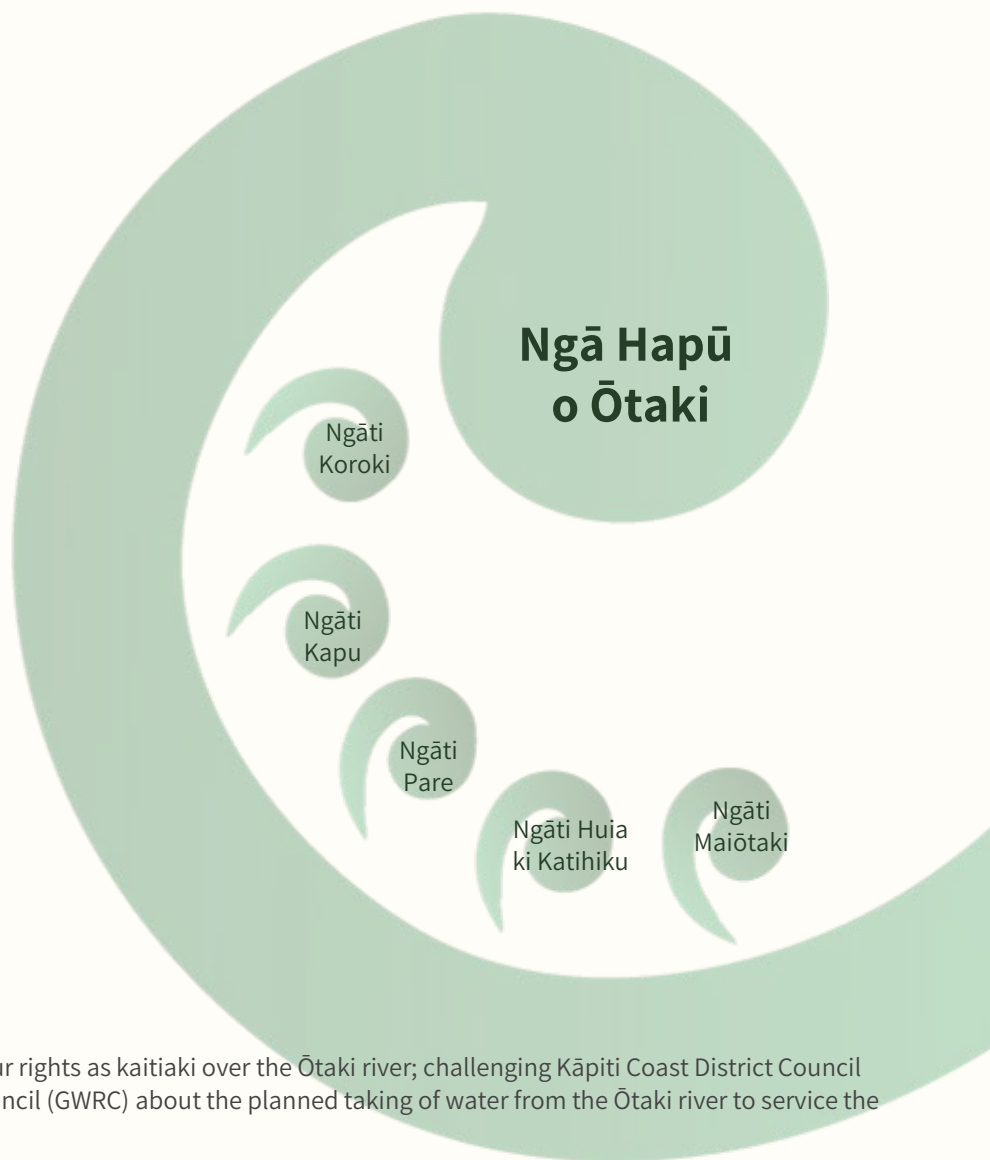 Ngā Hapū
o Ōtaki
Ngāti
Koroki
Ngāti
Kapu
Ngāti
Pare
Ngāti Huia
ki Katihiku
Ngāti
Maiōtaki
rights as kaitiaki over the Ōtaki river; challenging Kāpiti Coast District Council
(GWRC) about the planned taking of water from the Ōtaki river to service the